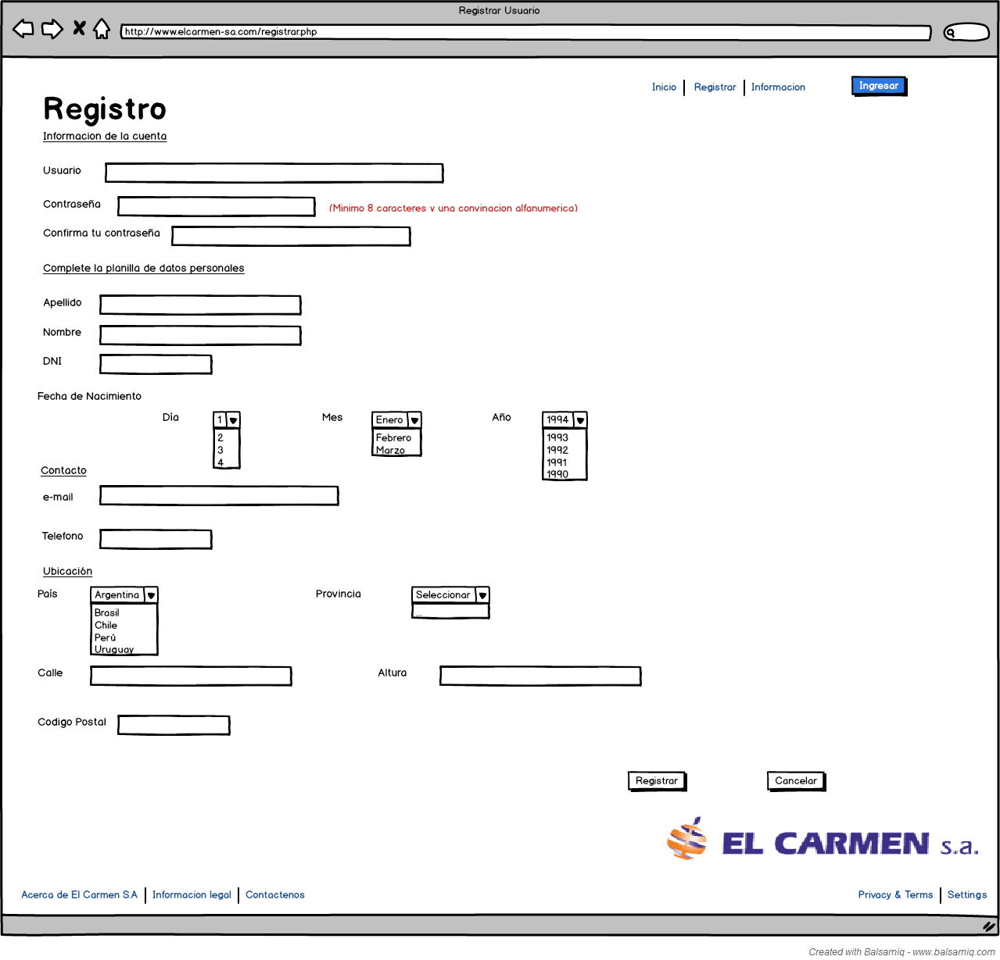 Registrar Usuario
http://www.elcarmen-sa.com/registrar.php
Inicio Registrar Informacion Ingresar
Registro
Informacion de la cuenta
Usuario
Contraseña (Minimo 8 caracteres y una convinacion alfanumerica)
Confirma tu contraseña
Complete la planilla de datos personales
Apellido
Nombre
DNI
Fecha de Nacimiento
Día 1 Mes Enero Año 1994
2 Febrero 1993
3 Marzo 1992
4 1991
1990
Contacto
e-mail
Telefono
Ubicación
País Argentina Provincia Seleccionar
Brasil ...
Chile
Perú
Uruguay
Calle Altura
Codigo Postal
Registrar Cancelar
EL CARMEN s.a.
Acerca de El Carmen S.A Informacion legal Contactenos Privacy & Terms Settings
Created with Balsamiq - www.balsamiq.com